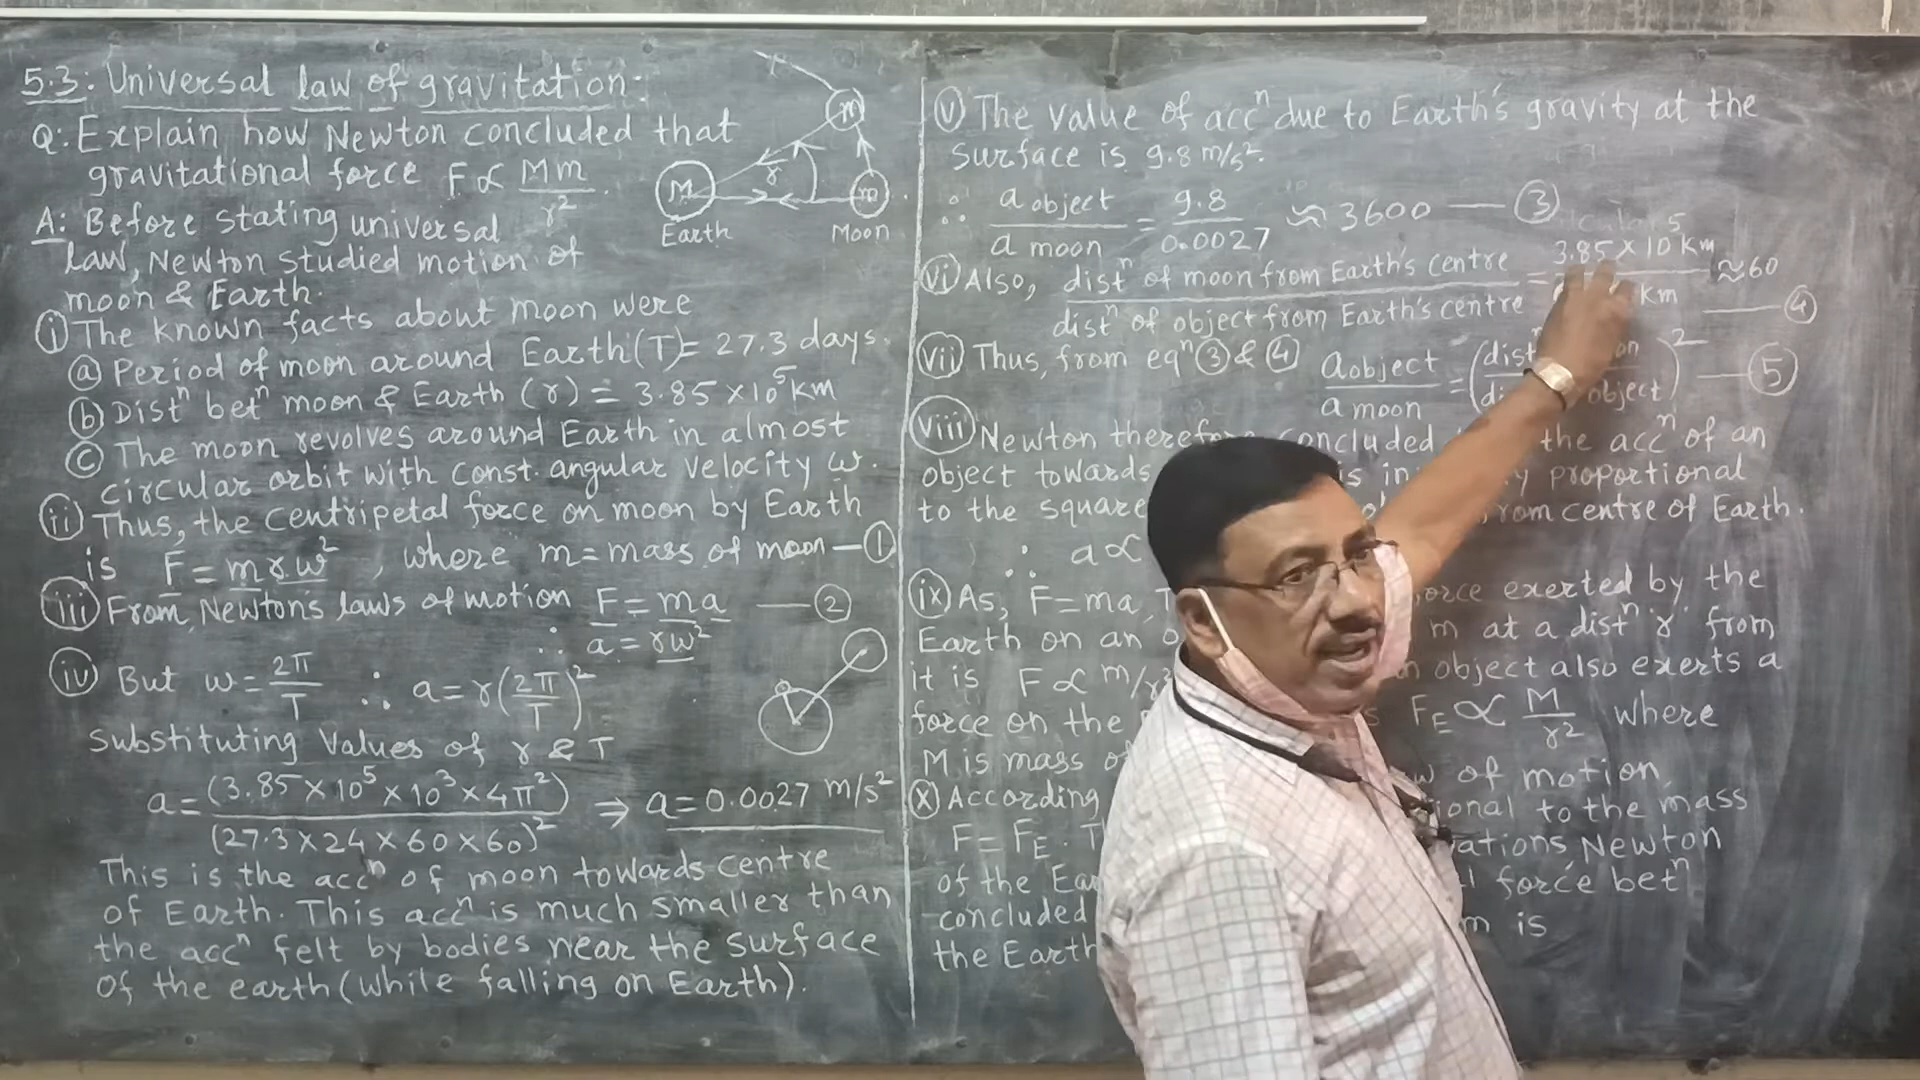 5.3: Universal law of gravitation:
Q: Explain how Newton concluded that
gravitational force F ∝ Mm/r²
A: Before stating universal
law, Newton studied motion of
moon & Earth.
M
m
m
r
Earth
Moon
(i) The known facts about moon were
(a) Period of moon around Earth (T) = 27.3 days.
(b) Distⁿ betⁿ moon & Earth (r) = 3.85 × 10⁵ km
(c) The moon revolves around Earth in almost
circular orbit with const. angular velocity ω.
(ii) Thus, the centripetal force on moon by Earth
is F = mrω², where m = mass of moon — (1)
(iii) From Newton's laws of motion F = ma — (2)
∴ a = rω²
(iv) But ω = 2π/T ∴ a = r(2π/T)²
Substituting values of r & T
a = (3.85 × 10⁵ × 10³ × 4π²)/(27.3 × 24 × 60 × 60)² ⇒ a = 0.0027 m/s²
This is the accⁿ of moon towards centre
of Earth. This accⁿ is much smaller than
the accⁿ felt by bodies near the surface
of the earth (while falling on Earth).
(v) The value of accⁿ due to Earth's gravity at the
surface is 9.8 m/s².
∴ a object/a moon = 9.8/0.0027 ≈ 3600 — (3)
(vi) Also, distⁿ of moon from Earth's centre/distⁿ of object from Earth's centre = 3.85 × 10⁵ km/ km ≈ 60 — (4)
(vii) Thus, from eqⁿ (3) & (4) a object/a moon = (dist / object)² — (5)
(viii) Newton therefore concluded the accⁿ of an
object towards proportional
to the square from centre of Earth.
∴ a ∝
(ix) As, F = ma, force exerted by the
Earth on an m at a distⁿ 'r' from
it is F ∝ m/r² object also exerts a
force on the F_E ∝ M/r² where
M is mass of
(x) According of motion,
F = F_E. to the mass
of the Newton
concluded force betⁿ
the Earth m is